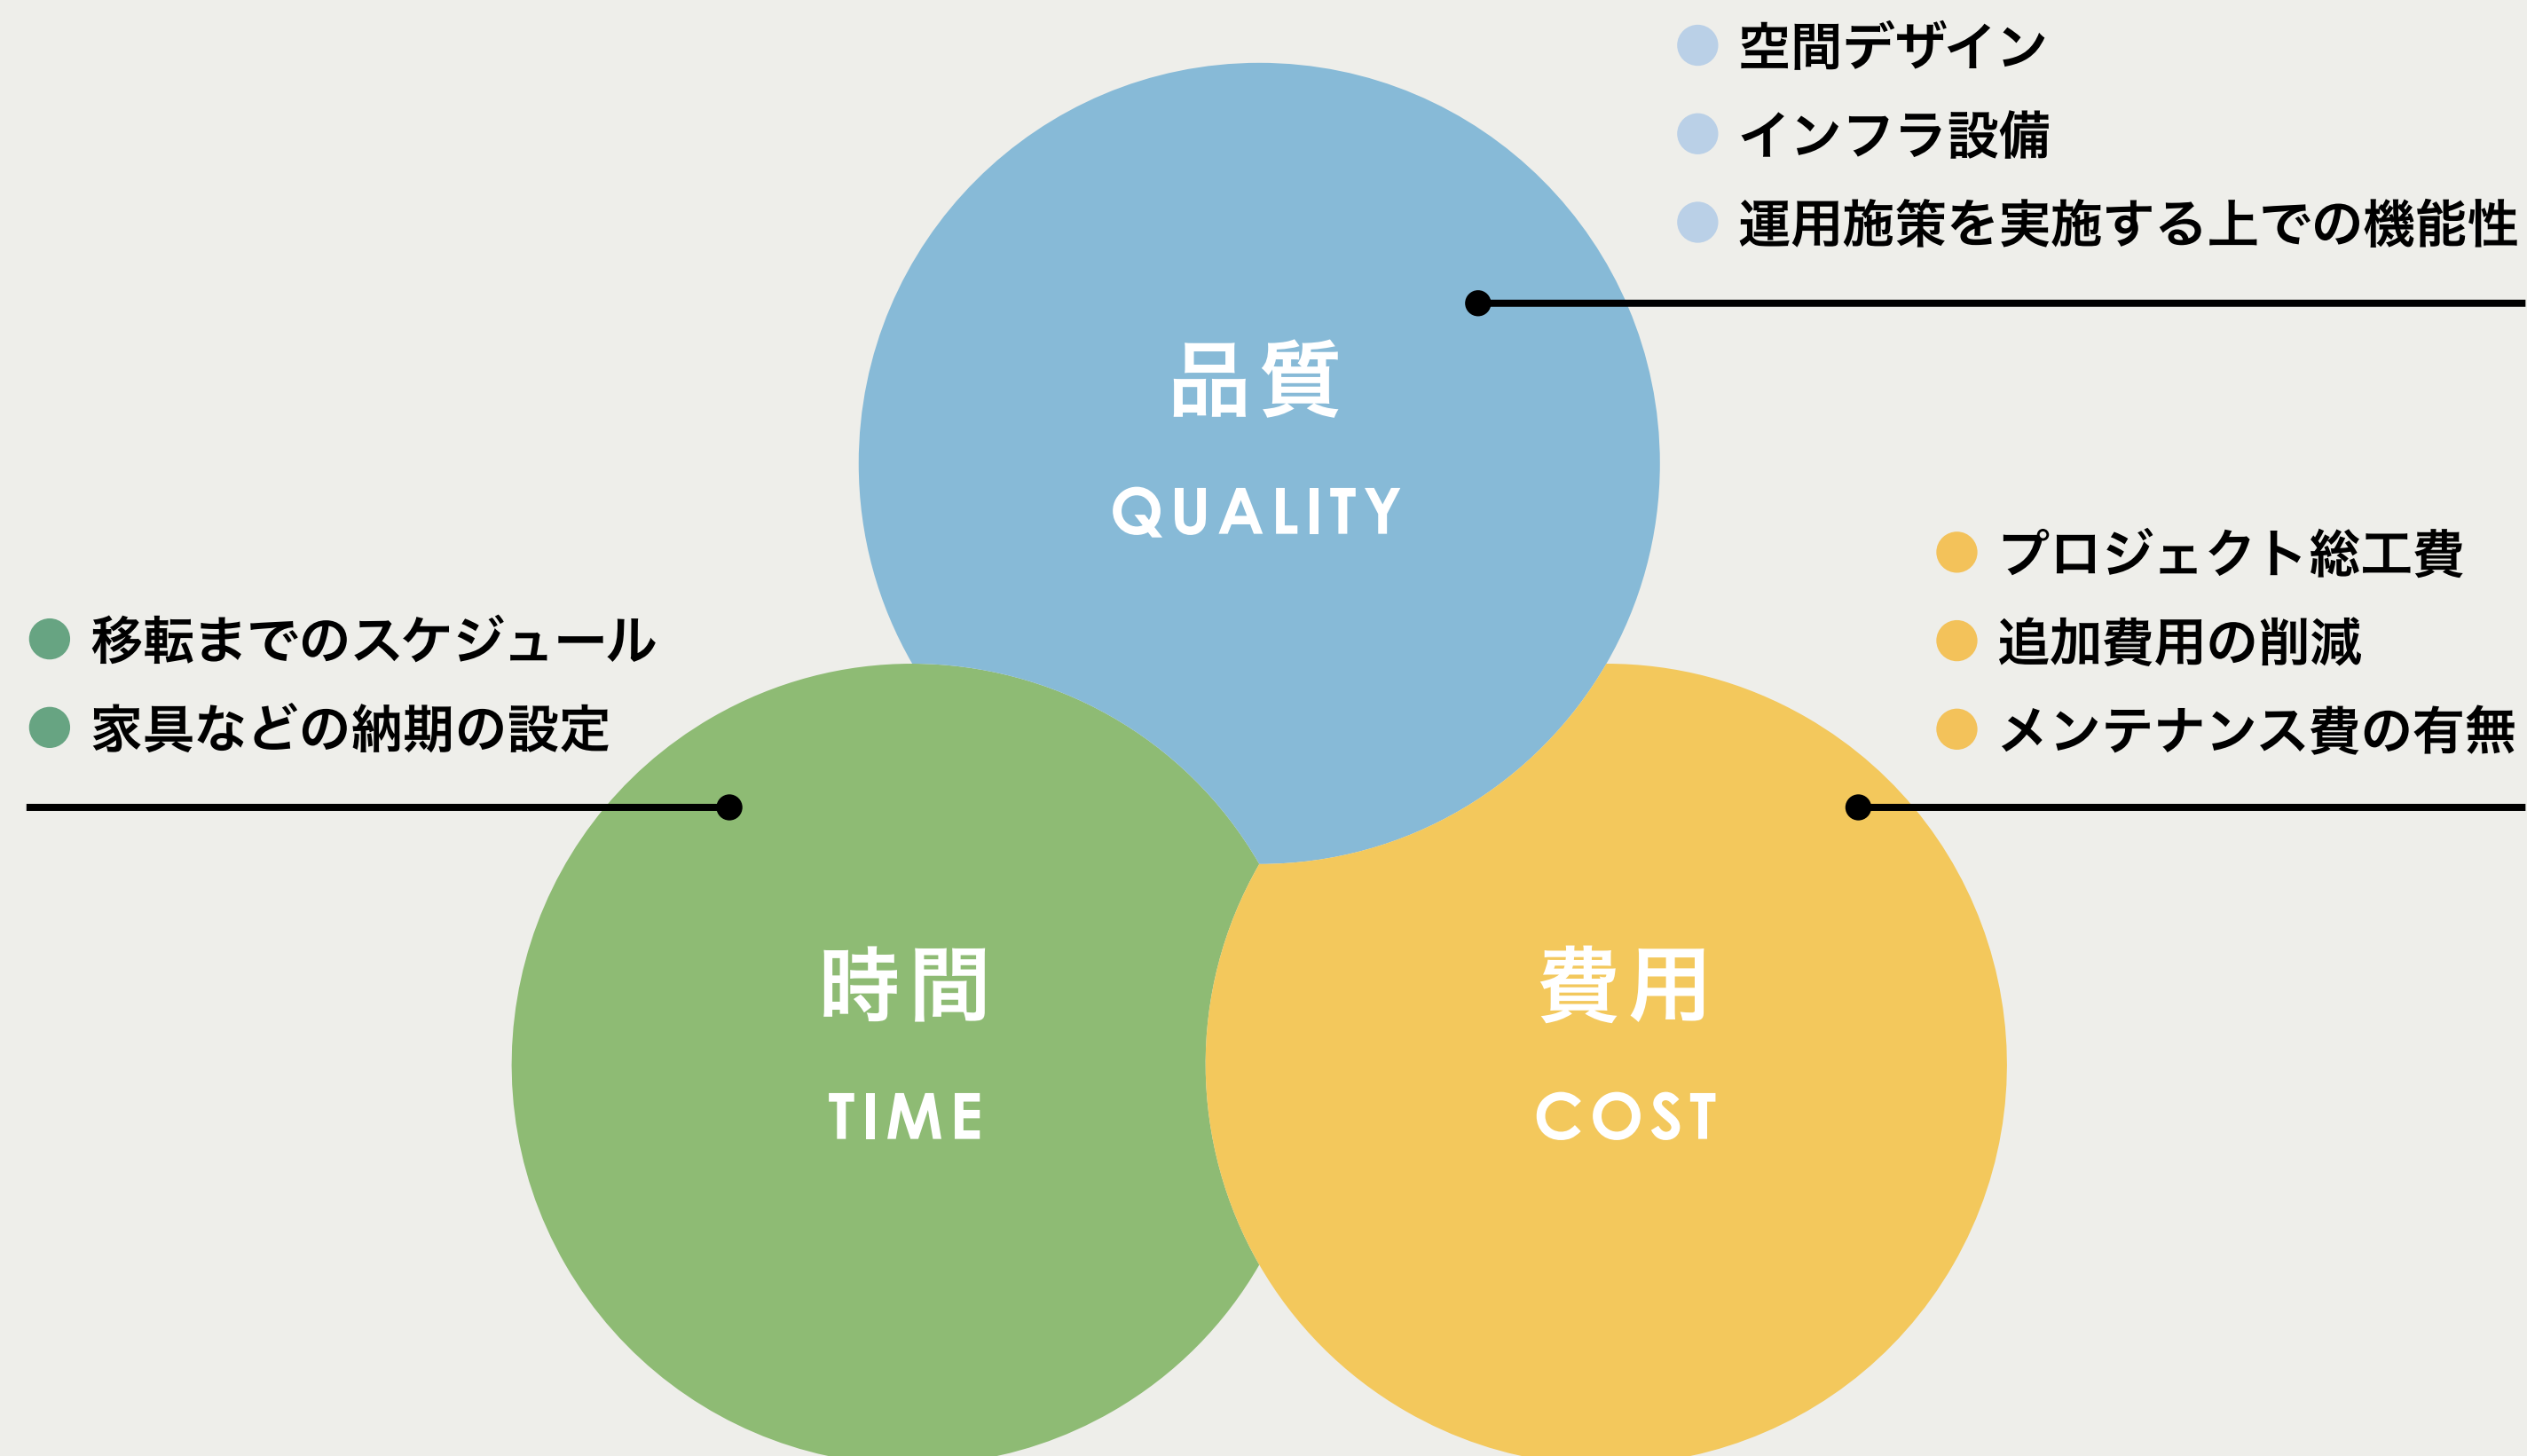 空間デザイン
インフラ設備
運用施策を実施する上での機能性
品質
QUALITY
プロジェクト総工費
追加費用の削減
メンテナンス費の有無
移転までのスケジュール
家具などの納期の設定
時間
TIME
費用
COST